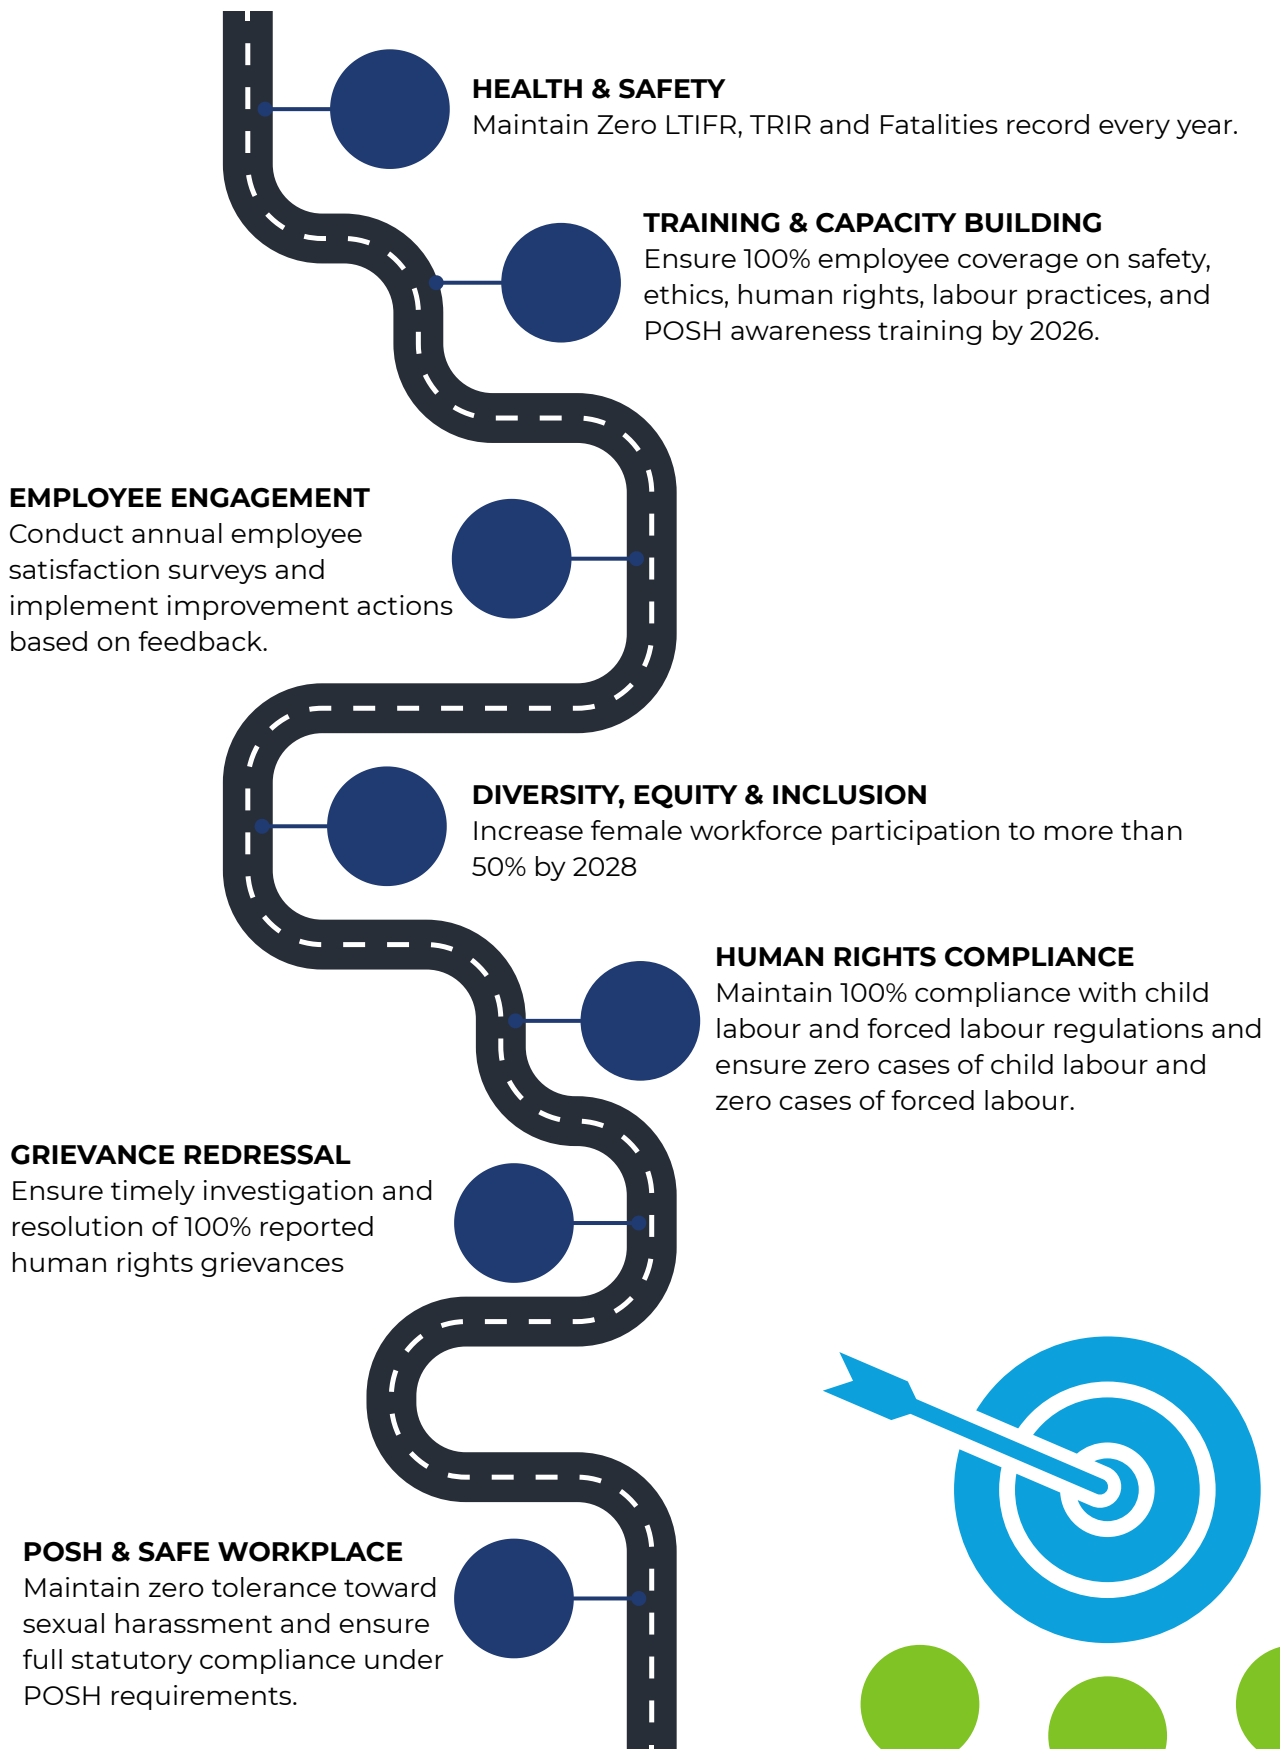 HEALTH & SAFETY
Maintain Zero LTIFR, TRIR and Fatalities record every year.
TRAINING & CAPACITY BUILDING
Ensure 100% employee coverage on safety,
ethics, human rights, labour practices, and
POSH awareness training by 2026.
EMPLOYEE ENGAGEMENT
Conduct annual employee
satisfaction surveys and
implement improvement actions
based on feedback.
DIVERSITY, EQUITY & INCLUSION
Increase female workforce participation to more than
50% by 2028
HUMAN RIGHTS COMPLIANCE
Maintain 100% compliance with child
labour and forced labour regulations and
ensure zero cases of child labour and
zero cases of forced labour.
GRIEVANCE REDRESSAL
Ensure timely investigation and
resolution of 100% reported
human rights grievances
POSH & SAFE WORKPLACE
Maintain zero tolerance toward
sexual harassment and ensure
full statutory compliance under
POSH requirements.